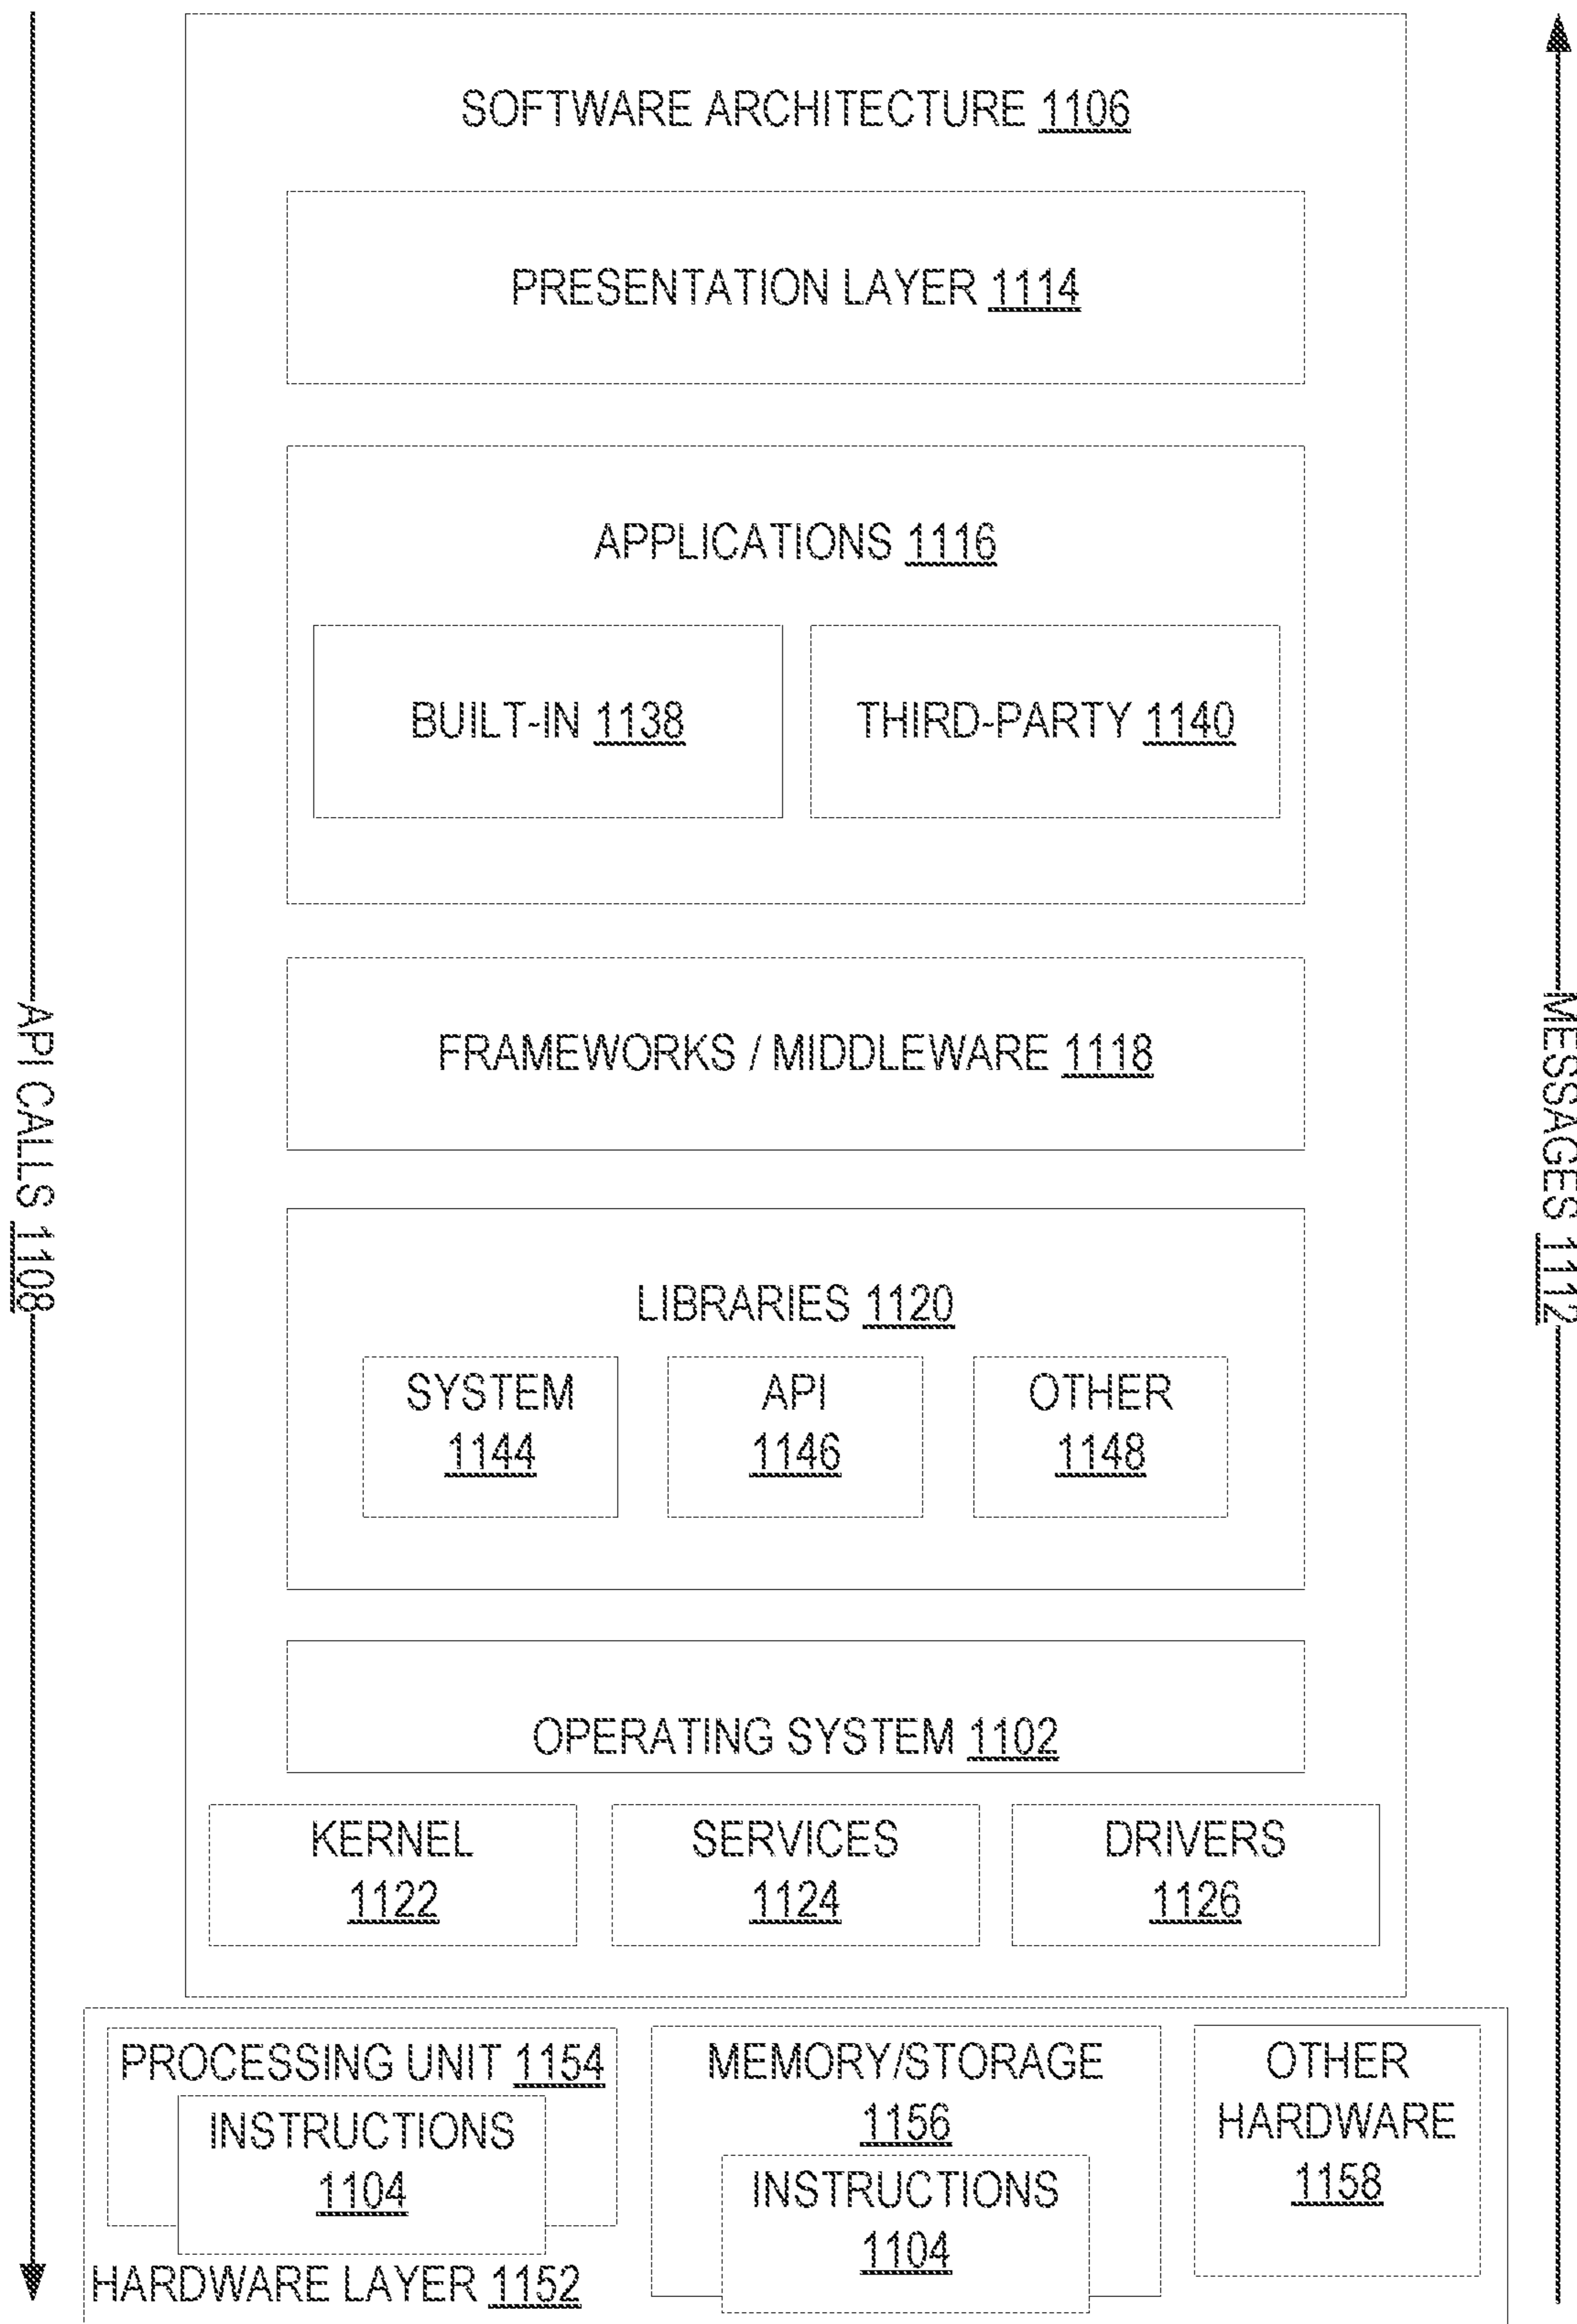 SOFTWARE ARCHITECTURE 1106
PRESENTATION LAYER 1114
APPLICATIONS 1116
BUILT-IN 1138
THIRD-PARTY 1140
FRAMEWORKS / MIDDLEWARE 1118
API CALLS 1108
MESSAGES 1112
LIBRARIES 1120
SYSTEM
1144
API
1146
OTHER
1148
OPERATING SYSTEM 1102
KERNEL
1122
SERVICES
1124
DRIVERS
1126
PROCESSING UNIT 1154
INSTRUCTIONS
1104
MEMORY/STORAGE
1156
INSTRUCTIONS
1104
OTHER
HARDWARE
1158
HARDWARE LAYER 1152